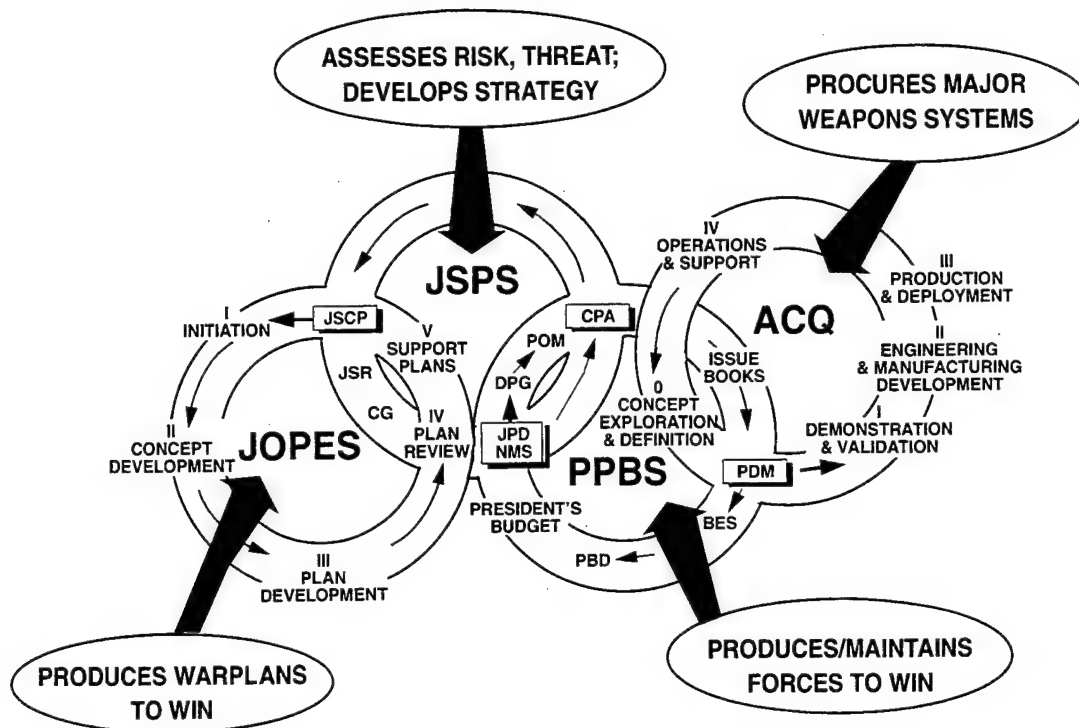 ASSESSES RISK, THREAT;
DEVELOPS STRATEGY
PROCURES MAJOR
WEAPONS SYSTEMS
JSPS
JSCP
CPA
JSR
CG
JPD
NMS
JOPES
I
INITIATION
II
CONCEPT
DEVELOPMENT
III
PLAN
DEVELOPMENT
IV
PLAN
REVIEW
V
SUPPORT
PLANS
PPBS
DPG
POM
ISSUE
BOOKS
PDM
BES
PBD
PRESIDENT'S
BUDGET
ACQ
0
CONCEPT
EXPLORATION
& DEFINITION
I
DEMONSTRATION
& VALIDATION
II
ENGINEERING
& MANUFACTURING
DEVELOPMENT
III
PRODUCTION
& DEPLOYMENT
IV
OPERATIONS
& SUPPORT
PRODUCES WARPLANS
TO WIN
PRODUCES/MAINTAINS
FORCES TO WIN